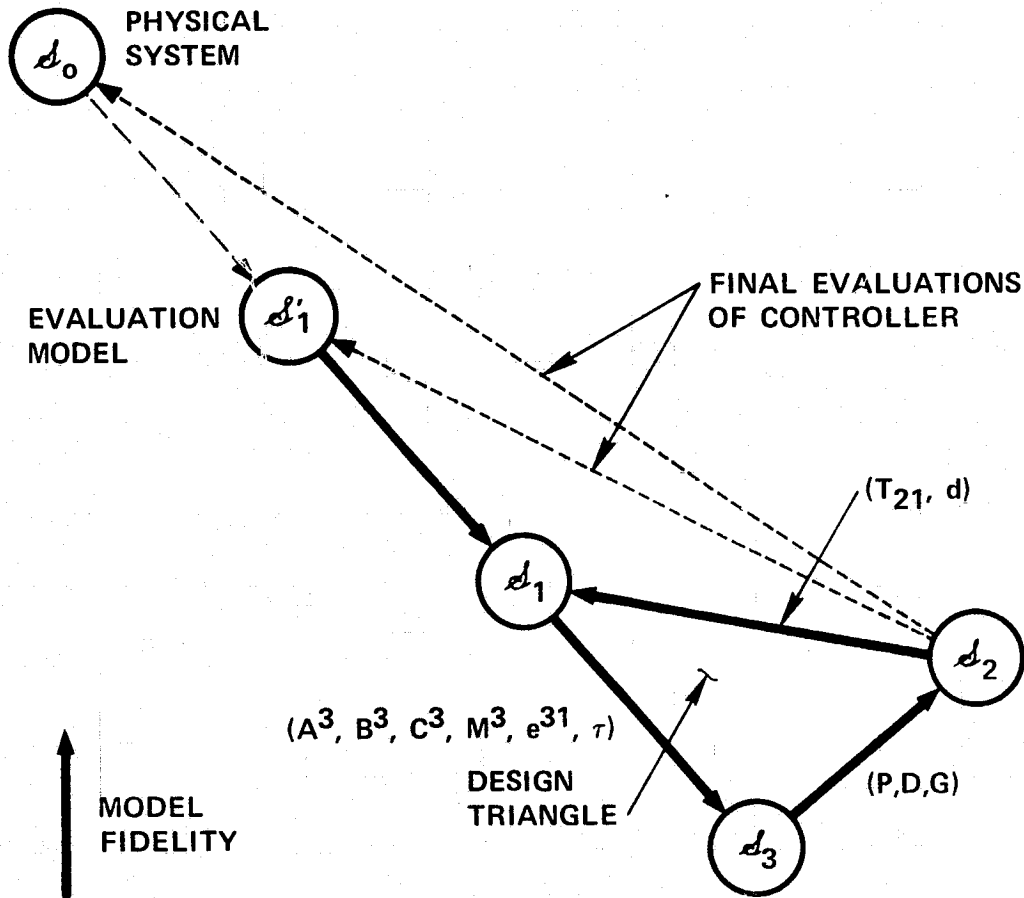 𝒮₀
PHYSICAL
SYSTEM
EVALUATION
MODEL
𝒮′₁
FINAL EVALUATIONS
OF CONTROLLER
(T₂₁, d)
𝒮₁
𝒮₂
(A³, B³, C³, M³, e³¹, τ)
DESIGN
TRIANGLE
(P,D,G)
𝒮₃
MODEL
FIDELITY